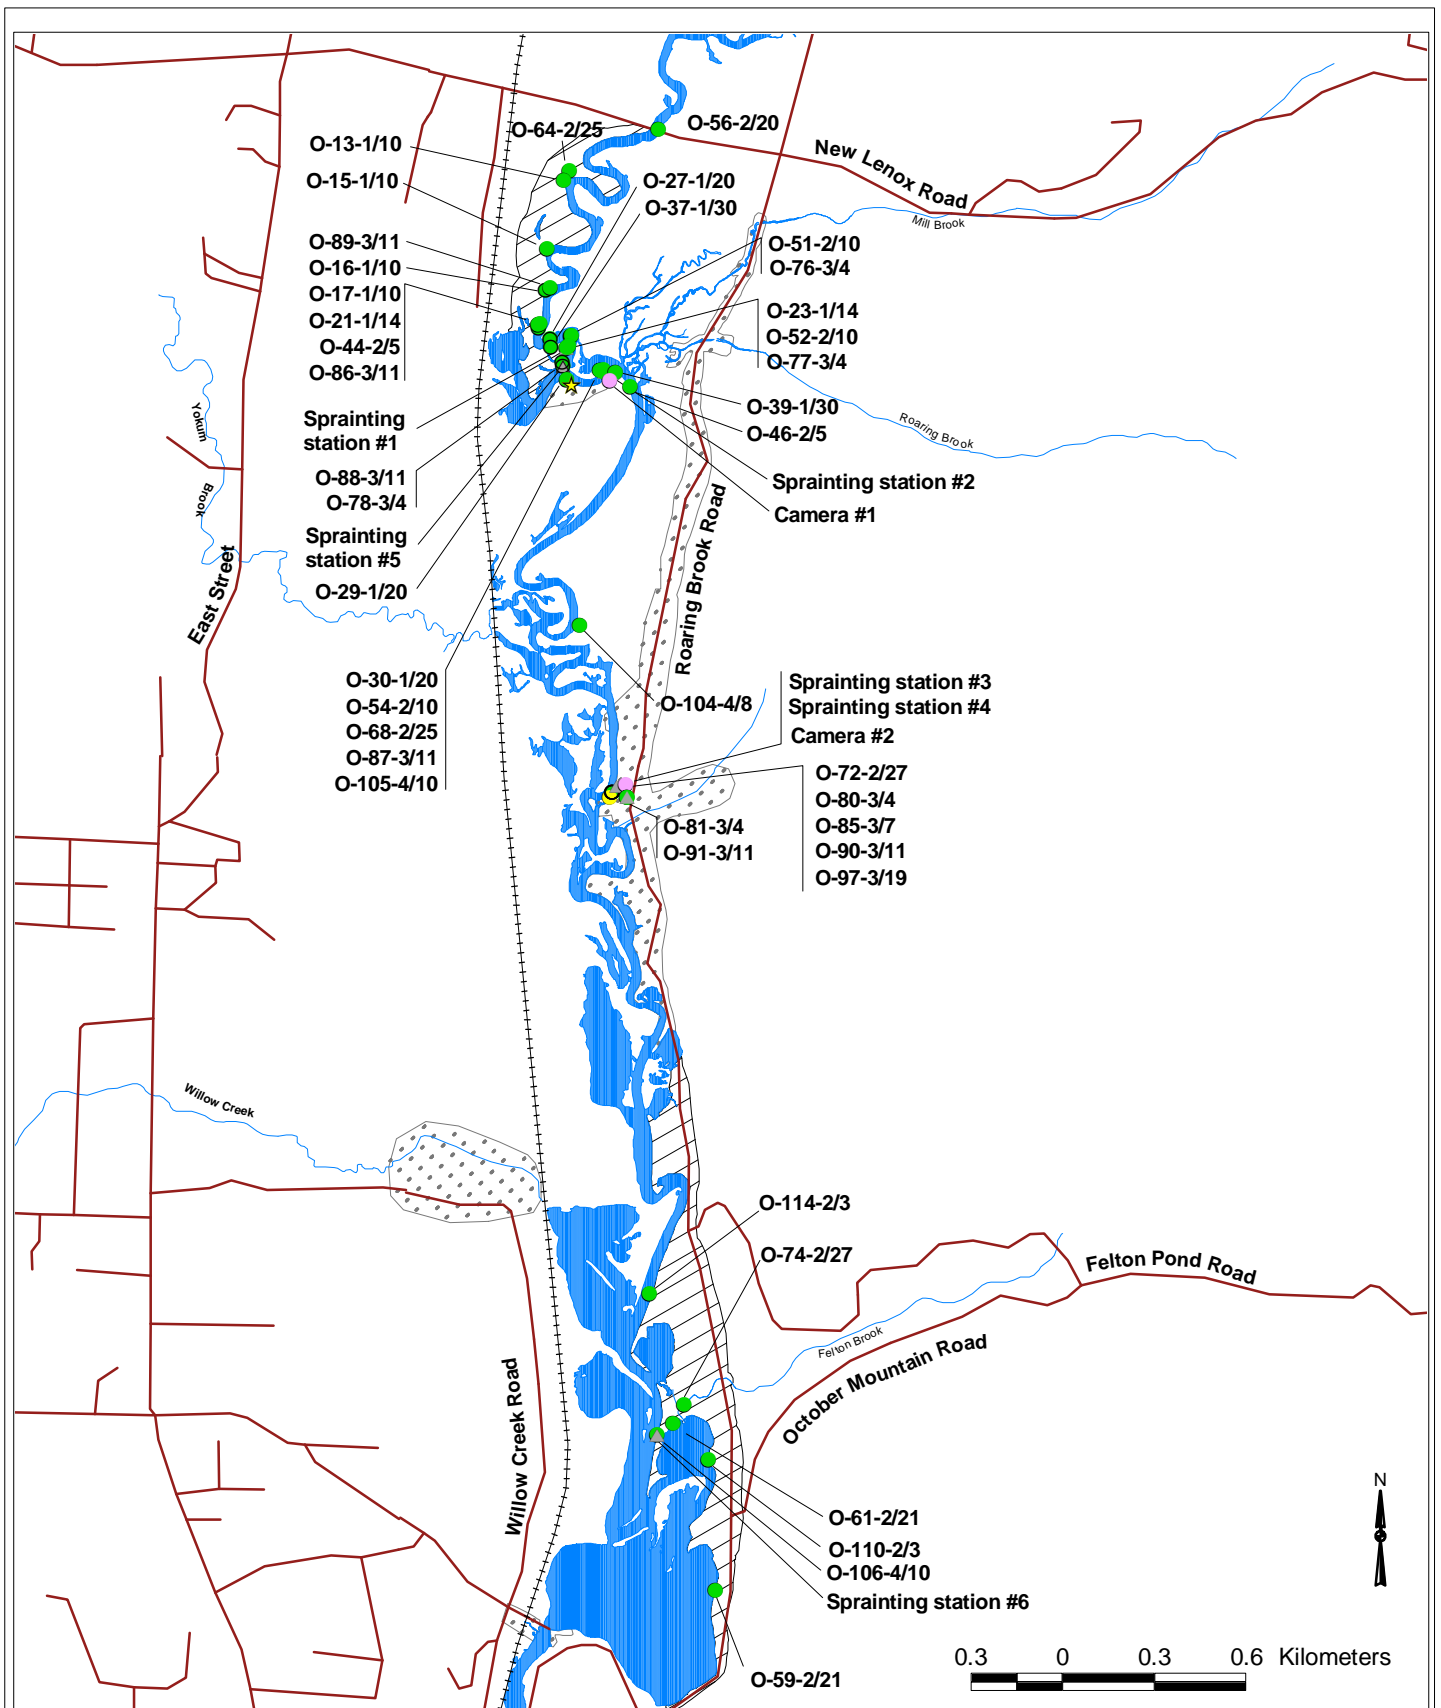 O-64-2/25
O-56-2/20
O-13-1/10
O-15-1/10
New Lenox Road
Mill Brook
O-27-1/20
O-37-1/30
O-89-3/11
O-16-1/10
O-17-1/10
O-21-1/14
O-44-2/5
O-86-3/11
O-51-2/10
O-76-3/4
O-23-1/14
O-52-2/10
O-77-3/4
O-39-1/30
O-46-2/5
Roaring Brook
Yokum
Brook
Sprainting
station #1
O-88-3/11
O-78-3/4
Sprainting station #2
Camera #1
Sprainting
station #5
O-29-1/20
East Street
Roaring Brook Road
O-30-1/20
O-54-2/10
O-68-2/25
O-87-3/11
O-105-4/10
O-104-4/8
Sprainting station #3
Sprainting station #4
Camera #2
O-72-2/27
O-80-3/4
O-85-3/7
O-90-3/11
O-97-3/19
O-81-3/4
O-91-3/11
Willow Creek
O-114-2/3
O-74-2/27
Felton Pond Road
Felton Brook
October Mountain Road
Willow Creek Road
O-61-2/21
O-110-2/3
O-106-4/10
Sprainting station #6
O-59-2/21
N
0.3 0 0.3 0.6 Kilometers